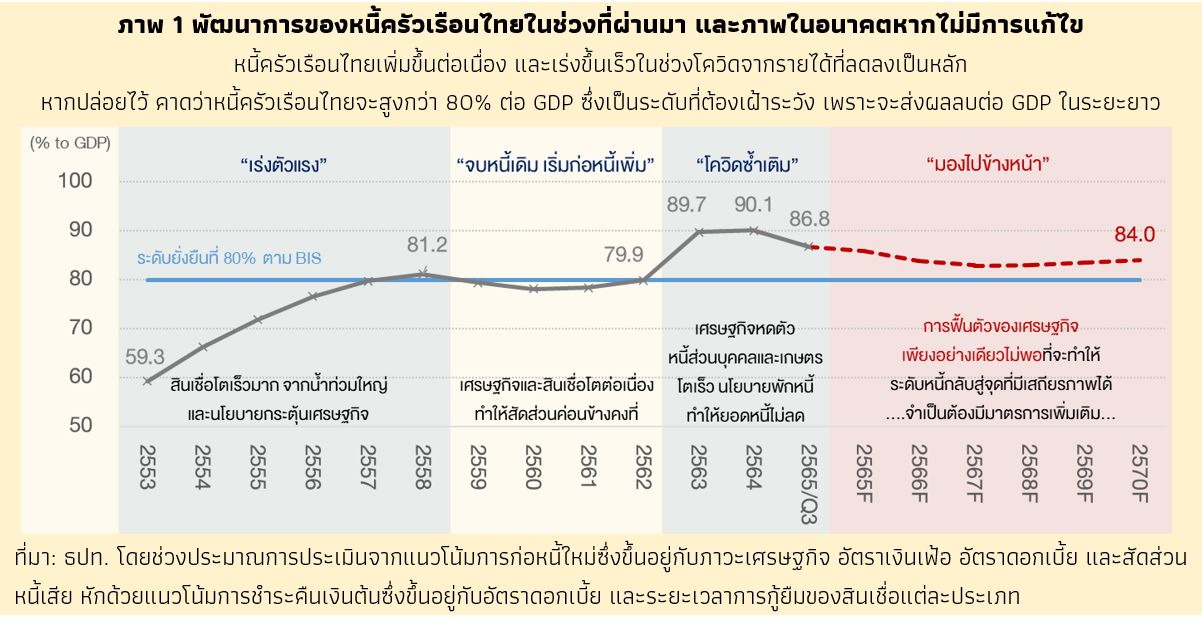 ภาพ 1 พัฒนาการของหนี้ครัวเรือนไทยในช่วงที่ผ่านมา และภาพในอนาคตหากไม่มีการแก้ไข
หนี้ครัวเรือนไทยเพิ่มขึ้นต่อเนื่อง และเร่งขึ้นเร็วในช่วงโควิดจากรายได้ที่ลดลงเป็นหลัก
หากปล่อยไว้ คาดว่าหนี้ครัวเรือนไทยจะสูงกว่า 80% ต่อ GDP ซึ่งเป็นระดับที่ต้องเฝ้าระวัง เพราะจะส่งผลลบต่อ GDP ในระยะยาว
(% to GDP)
"เร่งตัวแรง"
"จบหนี้เดิม เริ่มก่อหนี้เพิ่ม"
"โควิดซ้ำเติม"
"มองไปข้างหน้า"
100
90
80
70
60
50
ระดับยั่งยืนที่ 80% ตาม BIS
59.3
81.2
79.9
89.7
90.1
86.8
84.0
สินเชื่อโตเร็วมาก จากน้ำท่วมใหญ่
และนโยบายกระตุ้นเศรษฐกิจ
เศรษฐกิจและสินเชื่อโตต่อเนื่อง
ทำให้สัดส่วนค่อนข้างคงที่
เศรษฐกิจหดตัว
หนี้ส่วนบุคคลและเกษตร
โตเร็ว นโยบายพักหนี้
ทำให้ยอดหนี้ไม่ลด
การฟื้นตัวของเศรษฐกิจ
เพียงอย่างเดียวไม่พอที่จะทำให้
ระดับหนี้กลับสู่จุดที่มีเสถียรภาพได้
....จำเป็นต้องมีมาตรการเพิ่มเติม...
2553
2554
2555
2556
2557
2558
2559
2560
2561
2562
2563
2564
2565/Q3
2565F
2566F
2567F
2568F
2569F
2570F
ที่มา: ธปท. โดยช่วงประมาณการประเมินจากแนวโน้มการก่อหนี้ใหม่ซึ่งขึ้นอยู่กับภาวะเศรษฐกิจ อัตราเงินเฟ้อ อัตราดอกเบี้ย และสัดส่วน
หนี้เสีย หักด้วยแนวโน้มการชำระคืนเงินต้นซึ่งขึ้นอยู่กับอัตราดอกเบี้ย และระยะเวลาการกู้ยืมของสินเชื่อแต่ละประเภท